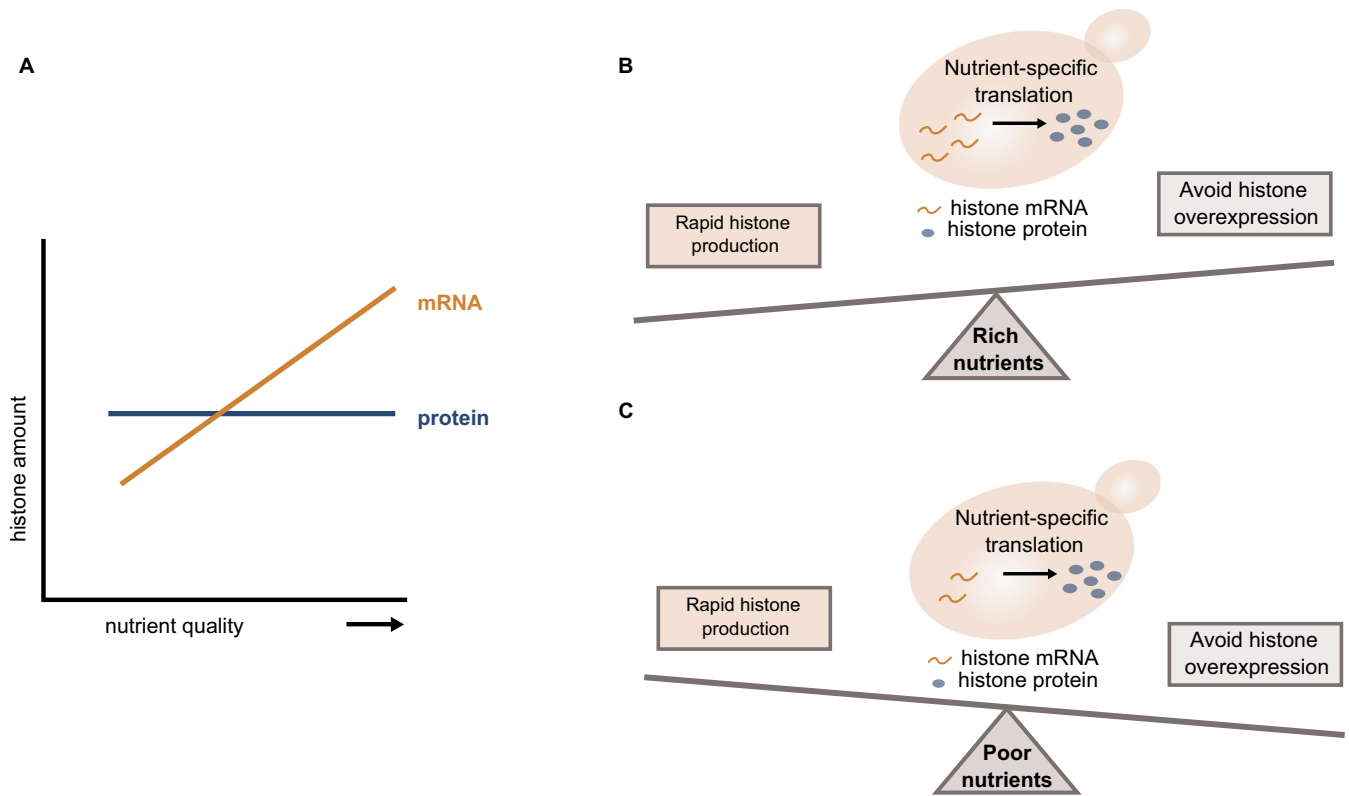 A
histone amount
mRNA
protein
nutrient quality
B
Nutrient-specific
translation
histone mRNA
histone protein
Rapid histone
production
Avoid histone
overexpression
Rich
nutrients
C
Nutrient-specific
translation
histone mRNA
histone protein
Rapid histone
production
Avoid histone
overexpression
Poor
nutrients